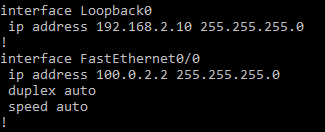 interface Loopback0
 ip address 192.168.2.10 255.255.255.0
!
interface FastEthernet0/0
 ip address 100.0.2.2 255.255.255.0
 duplex auto
 speed auto
!